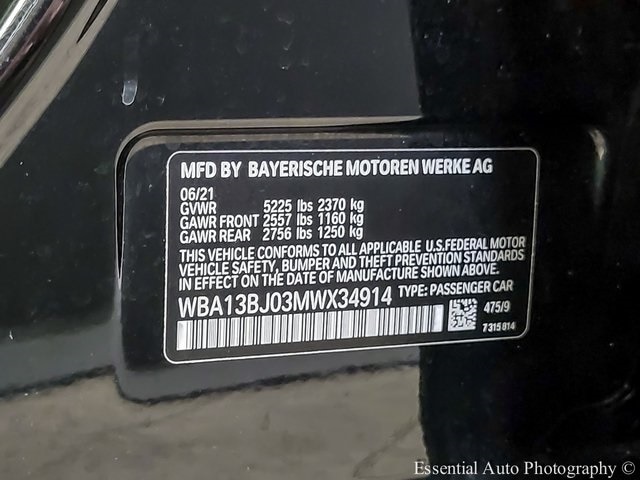 MFD BY BAYERISCHE MOTOREN WERKE AG
06/21
GVWR 5225 lbs 2370 kg
GAWR FRONT 2557 lbs 1160 kg
GAWR REAR 2756 lbs 1250 kg
THIS VEHICLE CONFORMS TO ALL APPLICABLE U.S.FEDERAL MOTOR
VEHICLE SAFETY, BUMPER AND THEFT PREVENTION STANDARDS
IN EFFECT ON THE DATE OF MANUFACTURE SHOWN ABOVE.
WBA13BJ03MWX34914 TYPE: PASSENGER CAR
475/9
7315814
Essential Auto Photography ©